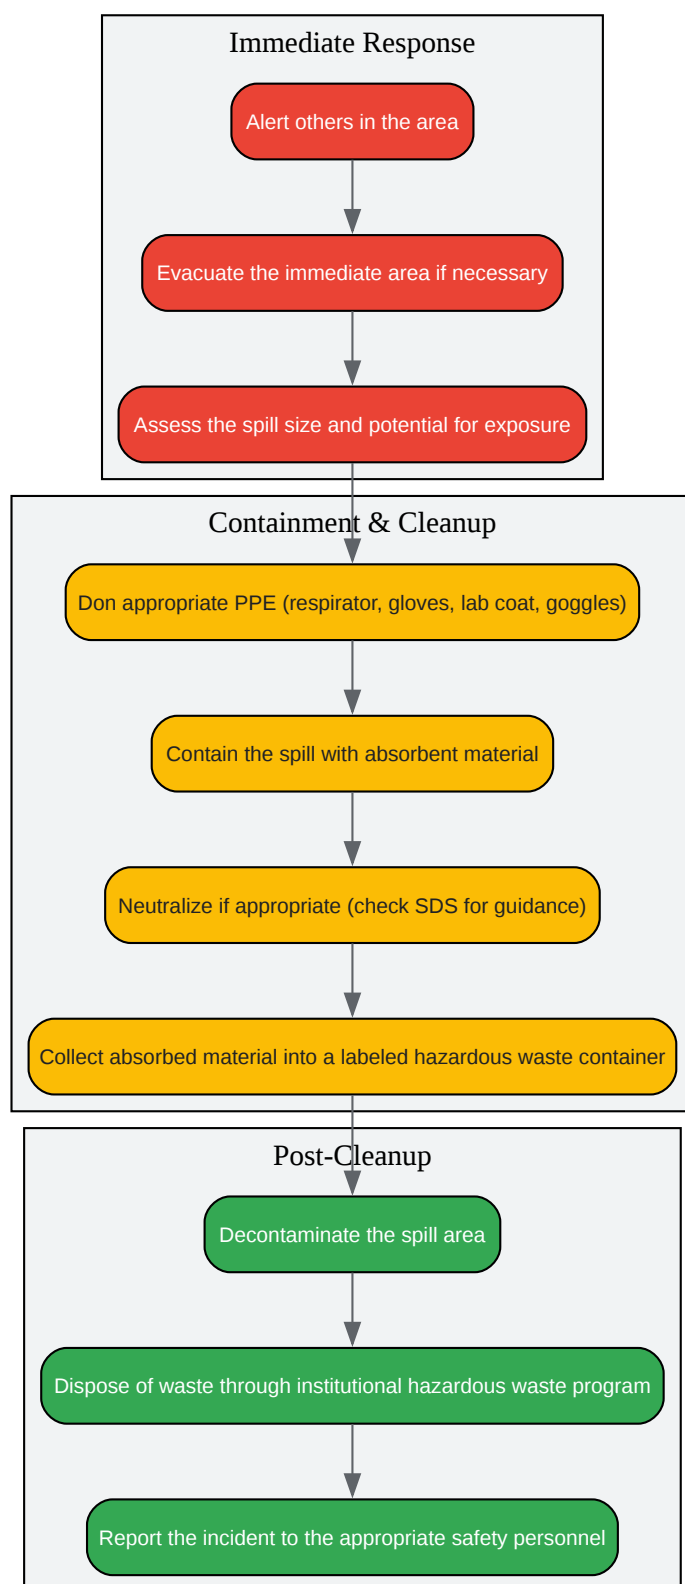 Immediate Response
Alert others in the area
Evacuate the immediate area if necessary
Assess the spill size and potential for exposure
Containment & Cleanup
Don appropriate PPE (respirator, gloves, lab coat, goggles)
Contain the spill with absorbent material
Neutralize if appropriate (check SDS for guidance)
Collect absorbed material into a labeled hazardous waste container
Post-Cleanup
Decontaminate the spill area
Dispose of waste through institutional hazardous waste program
Report the incident to the appropriate safety personnel